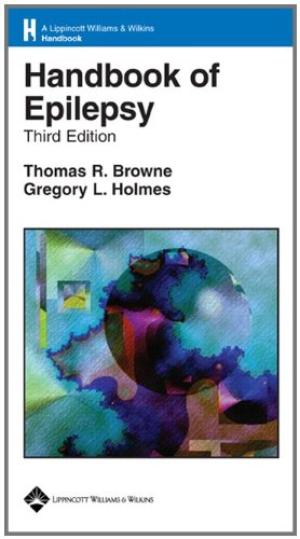 H A Lippincott Williams & Wilkins
Handbook
Handbook of
Epilepsy
Third Edition
Thomas R. Browne
Gregory L. Holmes
LIPPINCOTT WILLIAMS & WILKINS